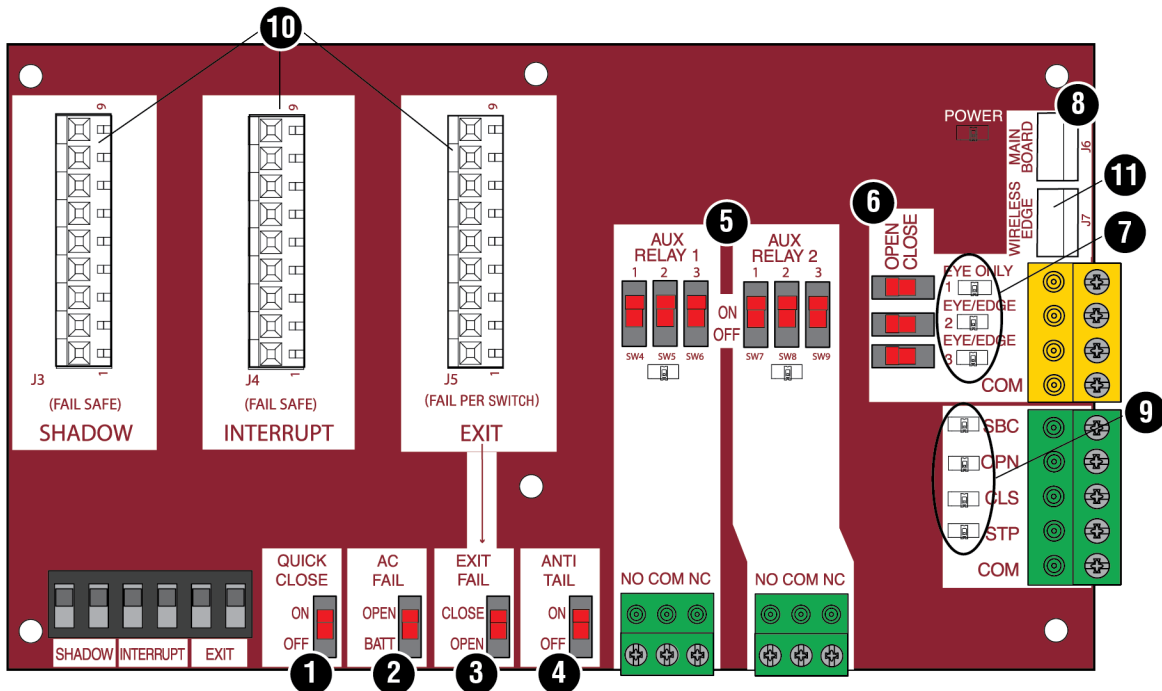 10
9
9
9
1
1
1
J3
J4
J5
(FAIL SAFE)
(FAIL SAFE)
(FAIL PER SWITCH)
SHADOW
INTERRUPT
EXIT
POWER
8
MAIN
BOARD
J6
11
WIRELESS
EDGE
J7
7
6
OPEN
CLOSE
EYE ONLY
1
EYE/EDGE
2
EYE/EDGE
3
COM
5
AUX
RELAY 1
1 2 3
AUX
RELAY 2
1 2 3
ON
OFF
SW4 SW5 SW6
SW7 SW8 SW9
9
SBC
OPN
CLS
STP
COM
NO COM NC
NO COM NC
SHADOW INTERRUPT EXIT
QUICK
CLOSE
ON
OFF
1
AC
FAIL
OPEN
BATT
2
EXIT
FAIL
CLOSE
OPEN
3
ANTI
TAIL
ON
OFF
4